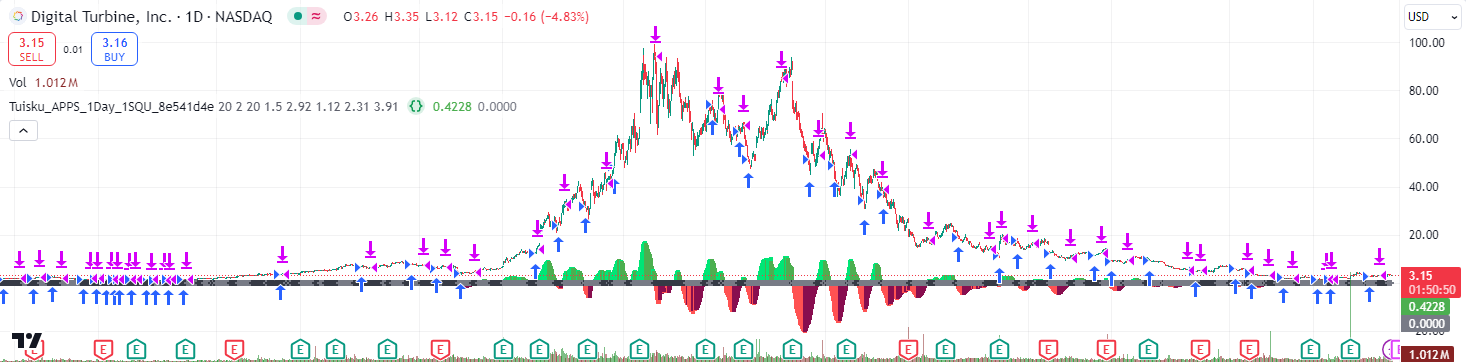 Digital Turbine, Inc. · 1D · NASDAQ O3.26 H3.35 L3.12 C3.15 −0.16 (−4.83%)
USD
3.15 SELL
0.01
3.16 BUY
Vol 1.012 M
Tuisku_APPS_1Day_1SQU_8e541d4e 20 2 20 1.5 2.92 1.12 2.31 3.91 {} 0.4228 0.0000
100.00
80.00
60.00
40.00
20.00
3.15
01:50:50
0.4228
0.0000
1.012 M
E E E E E E E E E E E E E E E E E E E E E E E E E E